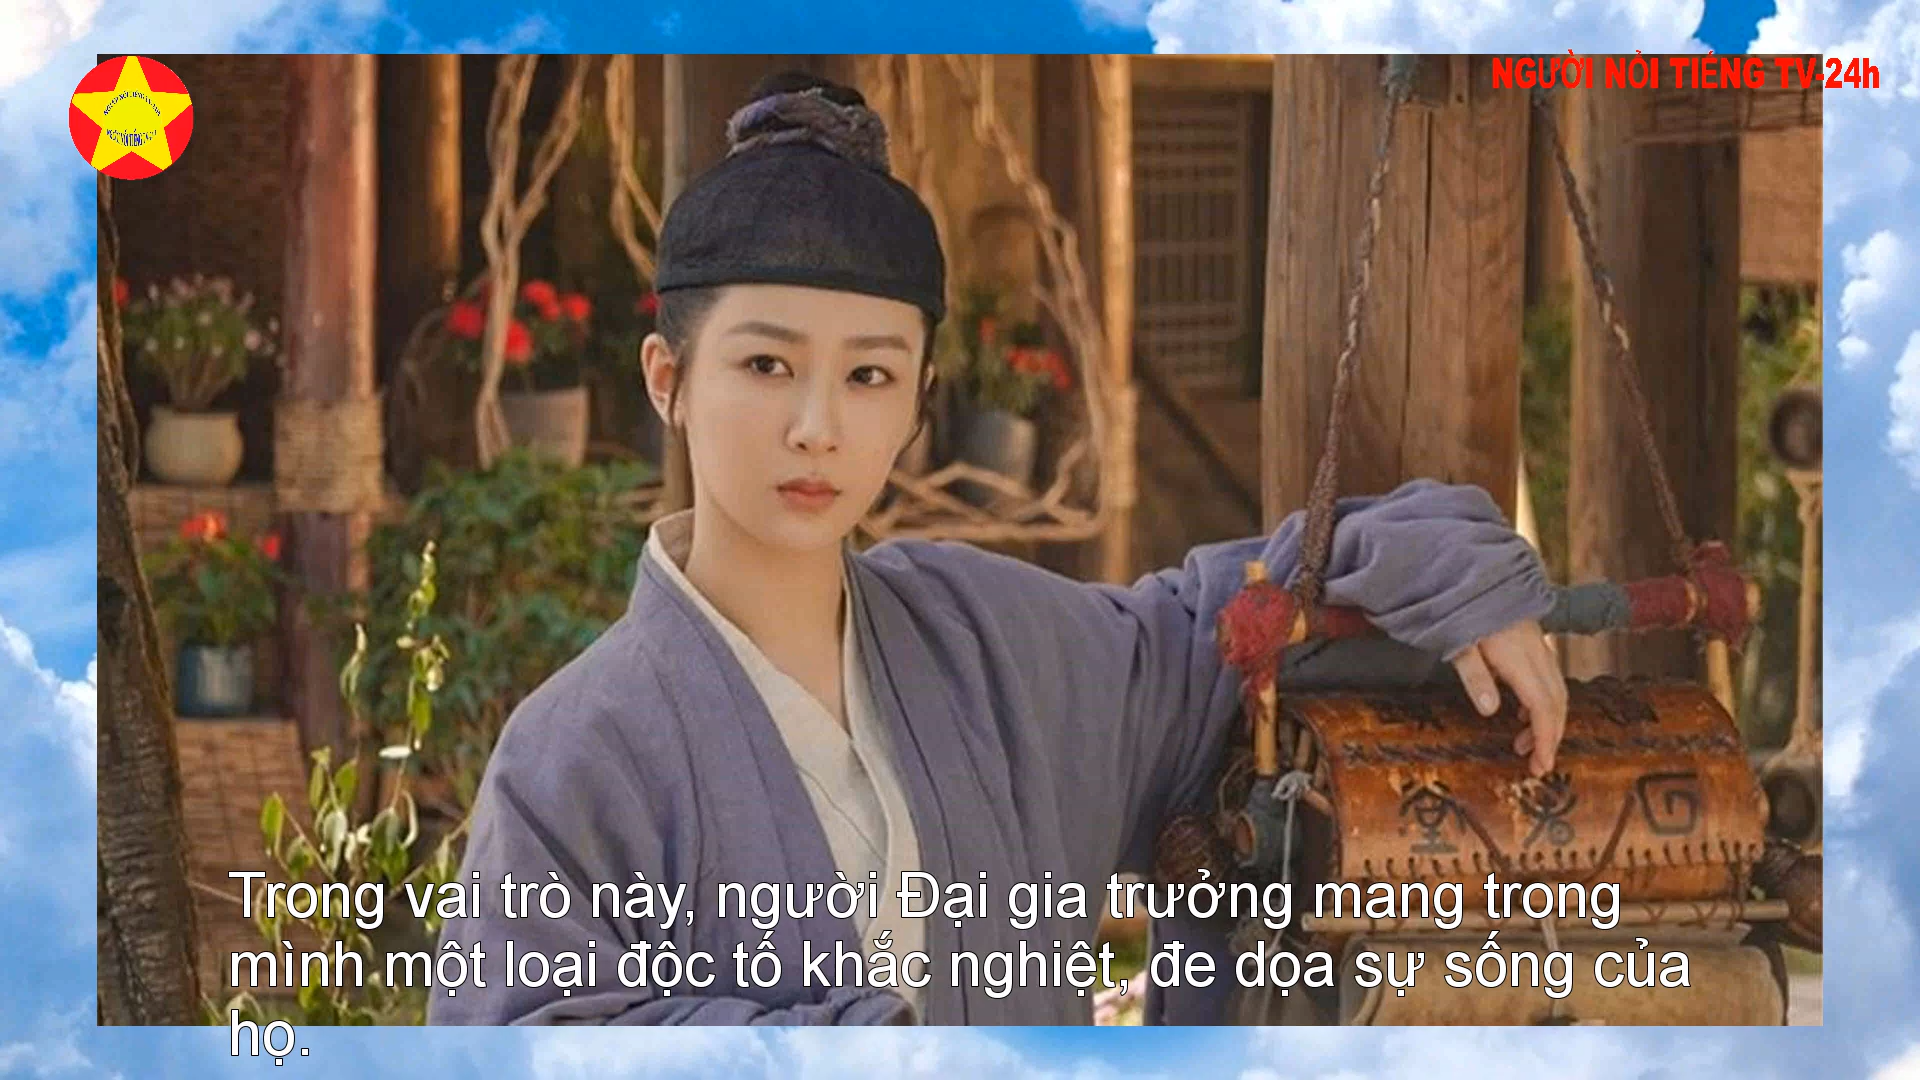 NGƯỜI NỔI TIẾNG TV-24h
Trong vai trò này, người Đại gia trưởng mang trong
mình một loại độc tố khắc nghiệt, đe dọa sự sống của
họ.